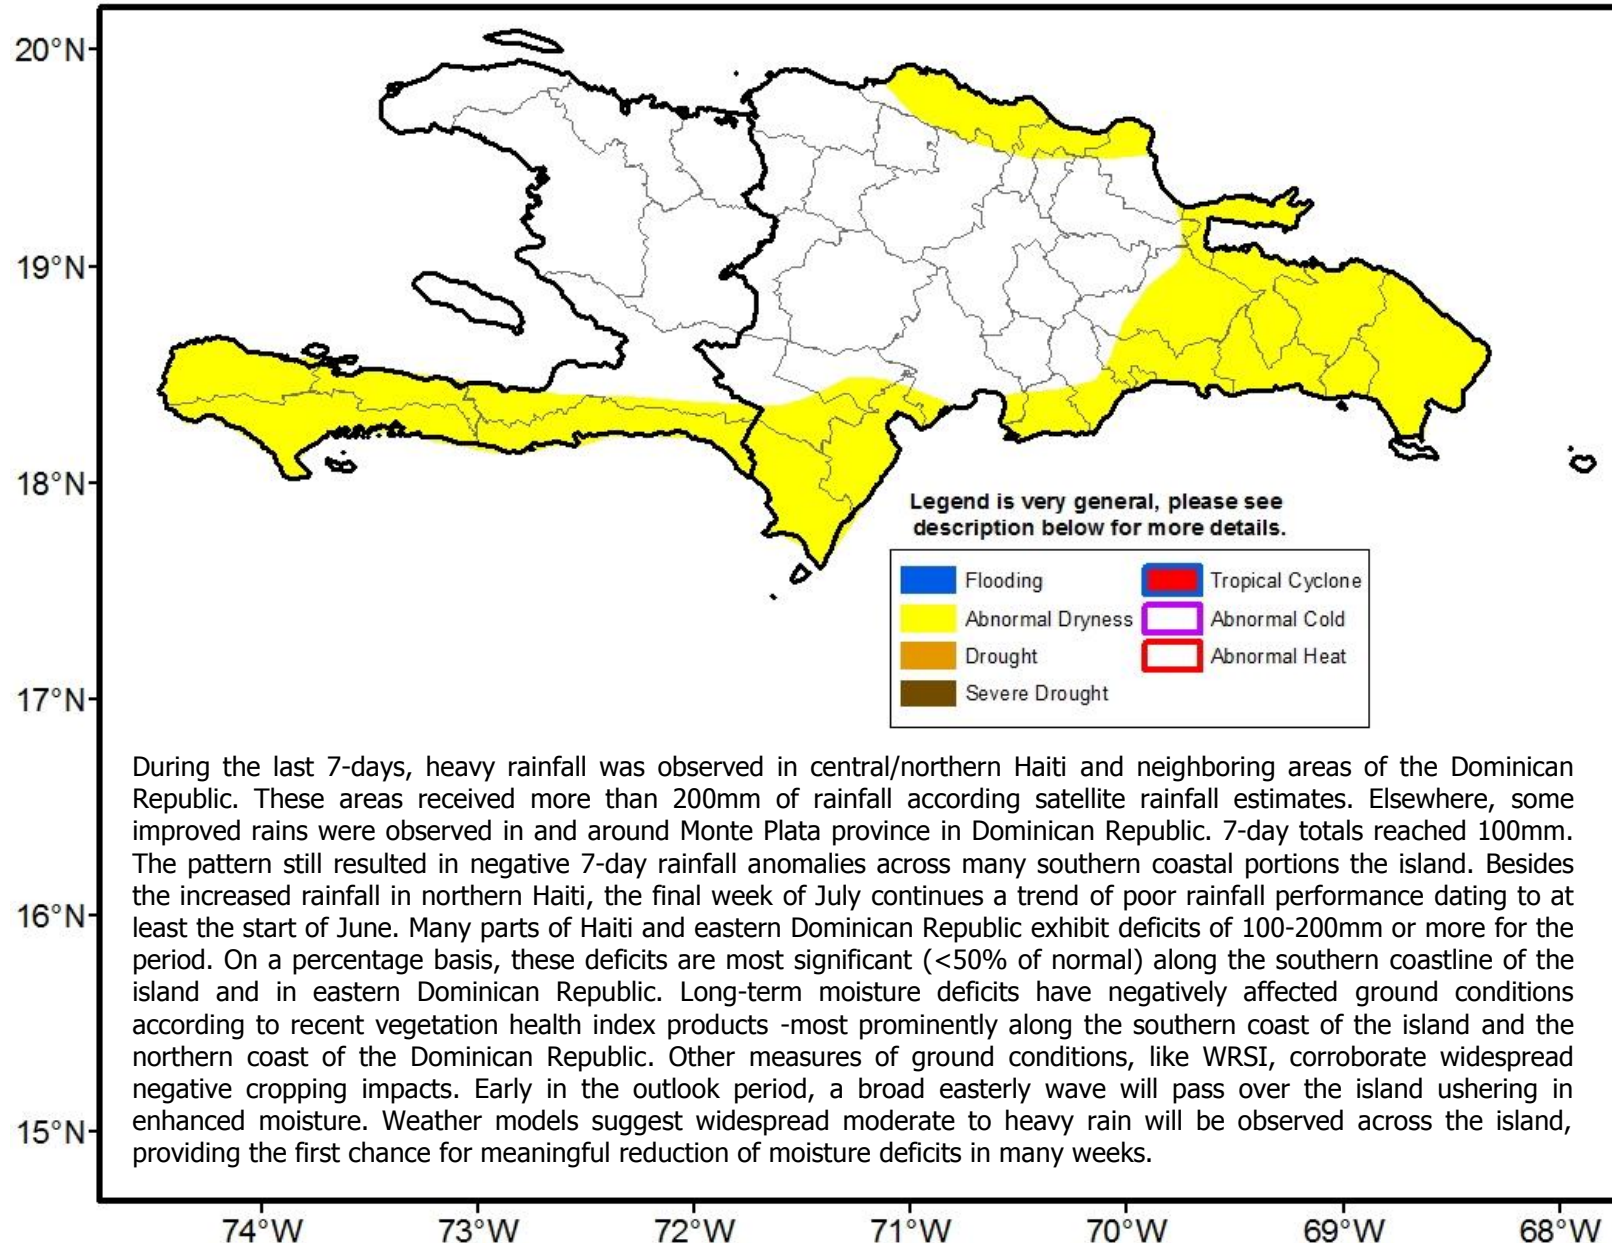 20°N
19°N
18°N
17°N
16°N
15°N
Legend is very general, please see
description below for more details.
Flooding
Tropical Cyclone
Abnormal Dryness
Abnormal Cold
Drought
Abnormal Heat
Severe Drought
During the last 7-days, heavy rainfall was observed in central/northern Haiti and neighboring areas of the Dominican
Republic. These areas received more than 200mm of rainfall according satellite rainfall estimates. Elsewhere, some
improved rains were observed in and around Monte Plata province in Dominican Republic. 7-day totals reached 100mm.
The pattern still resulted in negative 7-day rainfall anomalies across many southern coastal portions the island. Besides
the increased rainfall in northern Haiti, the final week of July continues a trend of poor rainfall performance dating to at
least the start of June. Many parts of Haiti and eastern Dominican Republic exhibit deficits of 100-200mm or more for the
period. On a percentage basis, these deficits are most significant (<50% of normal) along the southern coastline of the
island and in eastern Dominican Republic. Long-term moisture deficits have negatively affected ground conditions
according to recent vegetation health index products -most prominently along the southern coast of the island and the
northern coast of the Dominican Republic. Other measures of ground conditions, like WRSI, corroborate widespread
negative cropping impacts. Early in the outlook period, a broad easterly wave will pass over the island ushering in
enhanced moisture. Weather models suggest widespread moderate to heavy rain will be observed across the island,
providing the first chance for meaningful reduction of moisture deficits in many weeks.
74°W
73°W
72°W
71°W
70°W
69°W
68°W